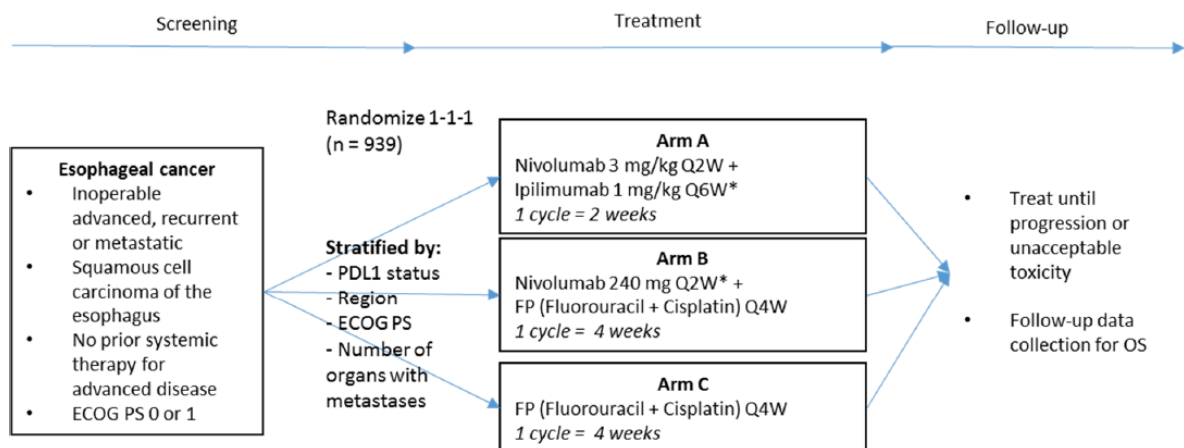 Screening
Treatment
Follow-up
Randomize 1-1-1
(n = 939)
Esophageal cancer
• Inoperable
advanced, recurrent
or metastatic
• Squamous cell
carcinoma of the
esophagus
• No prior systemic
therapy for
advanced disease
• ECOG PS 0 or 1
Stratified by:
- PDL1 status
- Region
- ECOG PS
- Number of
organs with
metastases
Arm A
Nivolumab 3 mg/kg Q2W +
Ipilimumab 1 mg/kg Q6W*
1 cycle = 2 weeks
Arm B
Nivolumab 240 mg Q2W* +
FP (Fluorouracil + Cisplatin) Q4W
1 cycle = 4 weeks
Arm C
FP (Fluorouracil + Cisplatin) Q4W
1 cycle = 4 weeks
• Treat until
progression or
unacceptable
toxicity
• Follow-up data
collection for OS